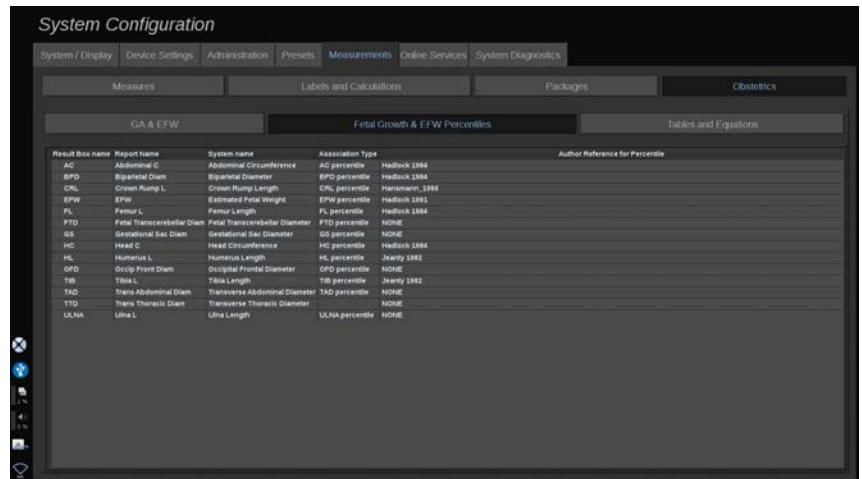 System Configuration
System / Display Device Settings Administration Presets Measurements Online Services System Diagnostics
Measures Labels and Calculations Packages Obstetrics
GA & EFW Fetal Growth & EFW Percentiles Tables and Equations
Result Box name Report Name System name Association Type Author Reference for Percentile
AC Abdominal C Abdominal Circumference AC percentile Hadlock 1984
BPD Biparietal Diam Biparietal Diameter BPD percentile Hadlock 1984
CRL Crown Rump L Crown Rump Length CRL percentile Hansmann_1986
EFW EFW Estimated Fetal Weight EFW percentile Hadlock 1991
FL Femur L Femur Length FL percentile Hadlock 1984
FTD Fetal Transcerebellar Diam Fetal Transcerebellar Diameter FTD percentile NONE
GS Gestational Sac Diam Gestational Sac Diameter GS percentile NONE
HC Head C Head Circumference HC percentile Hadlock 1984
HL Humerus L Humerus Length HL percentile Jeanty 1982
OFD Occip Front Diam Occipital Frontal Diameter OFD percentile NONE
TIB Tibia L Tibia Length TIB percentile Jeanty 1982
TAD Trans Abdominal Diam Transverse Abdominal Diameter TAD percentile NONE
TTD Trans Thoracic Diam Transverse Thoracic Diameter NONE
ULNA Ulna L Ulna Length ULNA percentile NONE